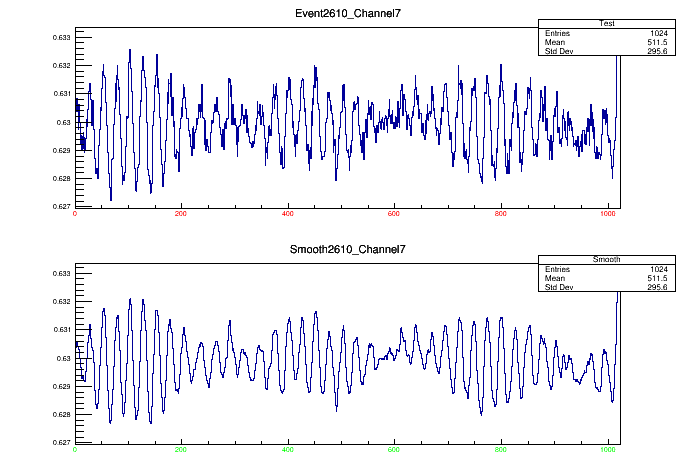 Event2610_Channel7
Test
Entries 1024
Mean 511.5
Std Dev 295.6
0.633
0.632
0.631
0.63
0.629
0.628
0.627
0 200 400 600 800 1000
Smooth2610_Channel7
Smooth
Entries 1024
Mean 511.5
Std Dev 295.6
0.633
0.632
0.631
0.63
0.629
0.628
0.627
0 200 400 600 800 1000